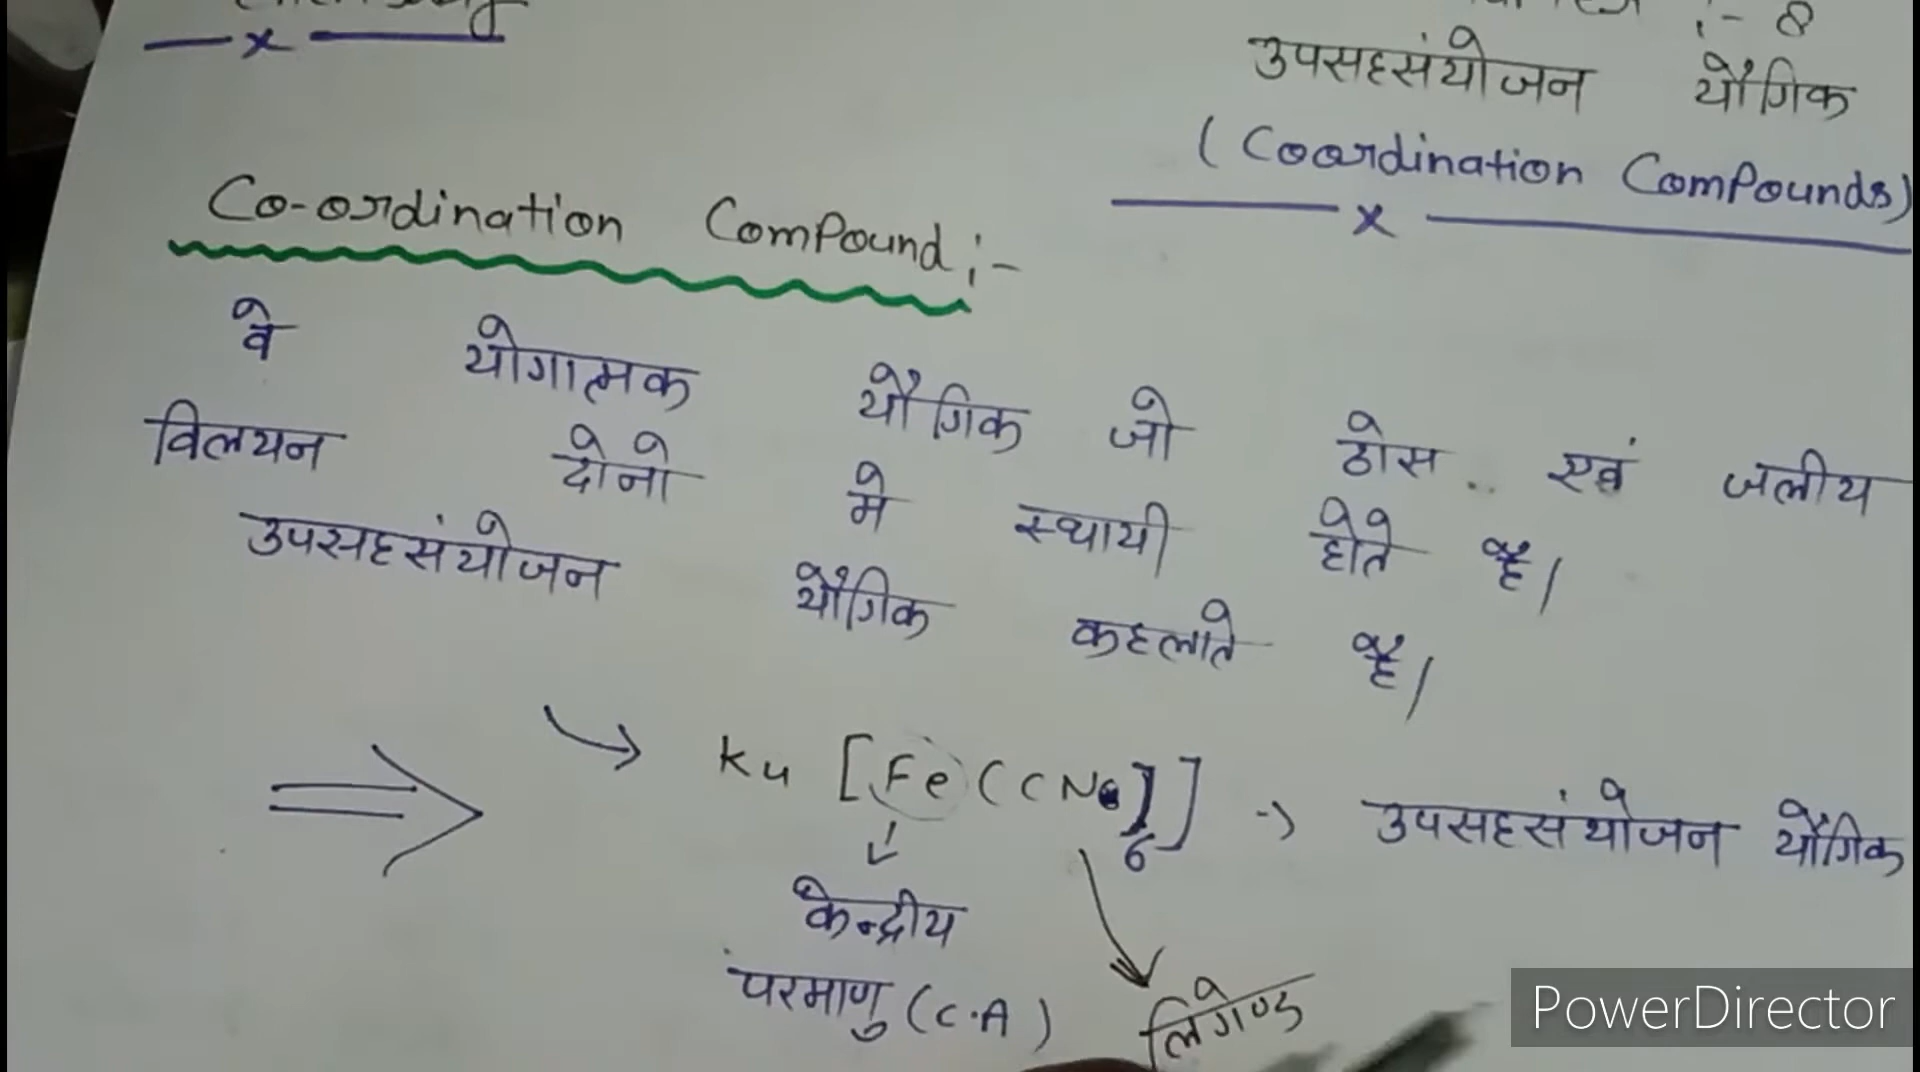 :- 8
उपसहसंयोजन यौगिक
(Coordination Compounds)
Co-ordination Compound:-
वे योगात्मक यौगिक जो ठोस एवं जलीय
विलयन दोनो मे स्थायी होते है।
उपसहसंयोजन यौगिक कहलाते है।
K4 [Fe(CN)6] → उपसहसंयोजन यौगिक
केन्द्रीय
परमाणु (C.A)
लिगेण्ड
PowerDirector